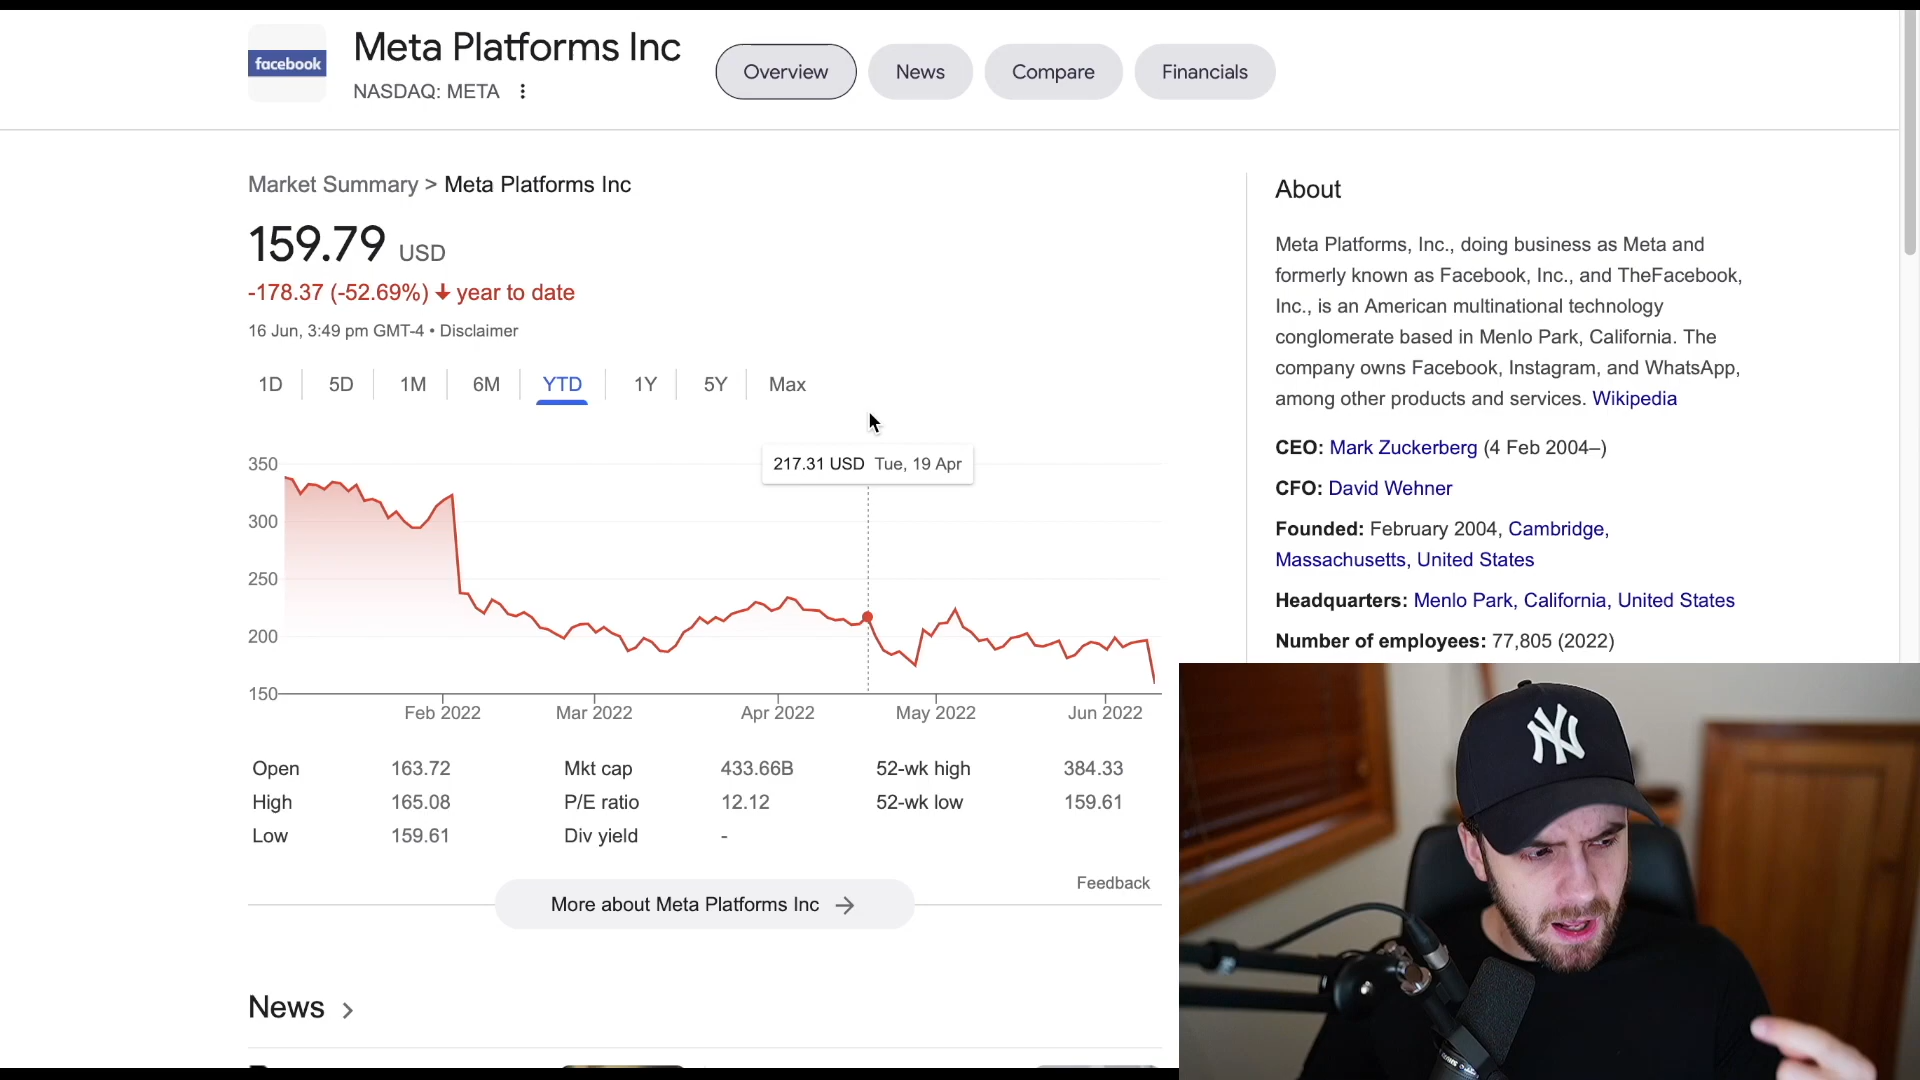 facebook
Meta Platforms Inc
NASDAQ: META
Overview
News
Compare
Financials
Market Summary > Meta Platforms Inc
159.79 USD
-178.37 (-52.69%) year to date
16 Jun, 3:49 pm GMT-4 • Disclaimer
1D
5D
1M
6M
YTD
1Y
5Y
Max
217.31 USD Tue, 19 Apr
350
300
250
200
150
Feb 2022
Mar 2022
Apr 2022
May 2022
Jun 2022
Open 163.72
High 165.08
Low 159.61
Mkt cap 433.66B
P/E ratio 12.12
Div yield -
52-wk high 384.33
52-wk low 159.61
Feedback
More about Meta Platforms Inc
News
About
Meta Platforms, Inc., doing business as Meta and
formerly known as Facebook, Inc., and TheFacebook,
Inc., is an American multinational technology
conglomerate based in Menlo Park, California. The
company owns Facebook, Instagram, and WhatsApp,
among other products and services. Wikipedia
CEO: Mark Zuckerberg (4 Feb 2004–)
CFO: David Wehner
Founded: February 2004, Cambridge,
Massachusetts, United States
Headquarters: Menlo Park, California, United States
Number of employees: 77,805 (2022)
NY